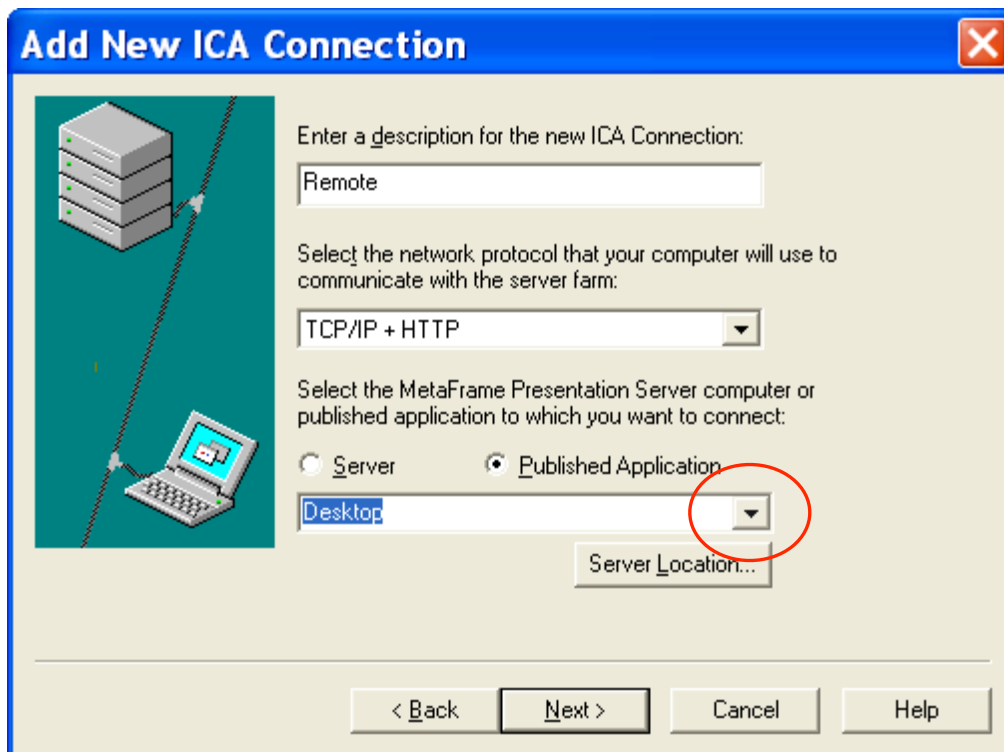 Add New ICA Connection
Enter a description for the new ICA Connection:
Remote
Select the network protocol that your computer will use to
communicate with the server farm:
TCP/IP + HTTP
Select the MetaFrame Presentation Server computer or
published application to which you want to connect:
Server Published Application
Desktop
Server Location...
< Back Next > Cancel Help